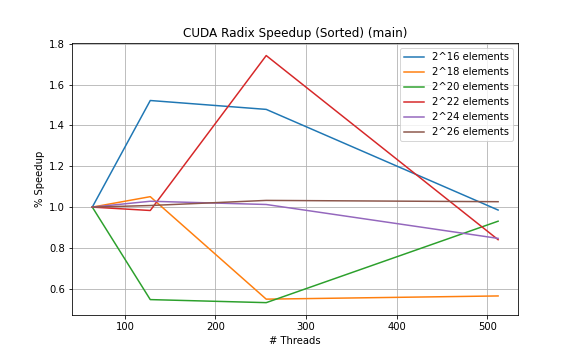 CUDA Radix Speedup (Sorted) (main)
1.8
1.6
1.4
1.2
1.0
0.8
0.6
% Speedup
2^16 elements
2^18 elements
2^20 elements
2^22 elements
2^24 elements
2^26 elements
100
200
300
400
500
# Threads